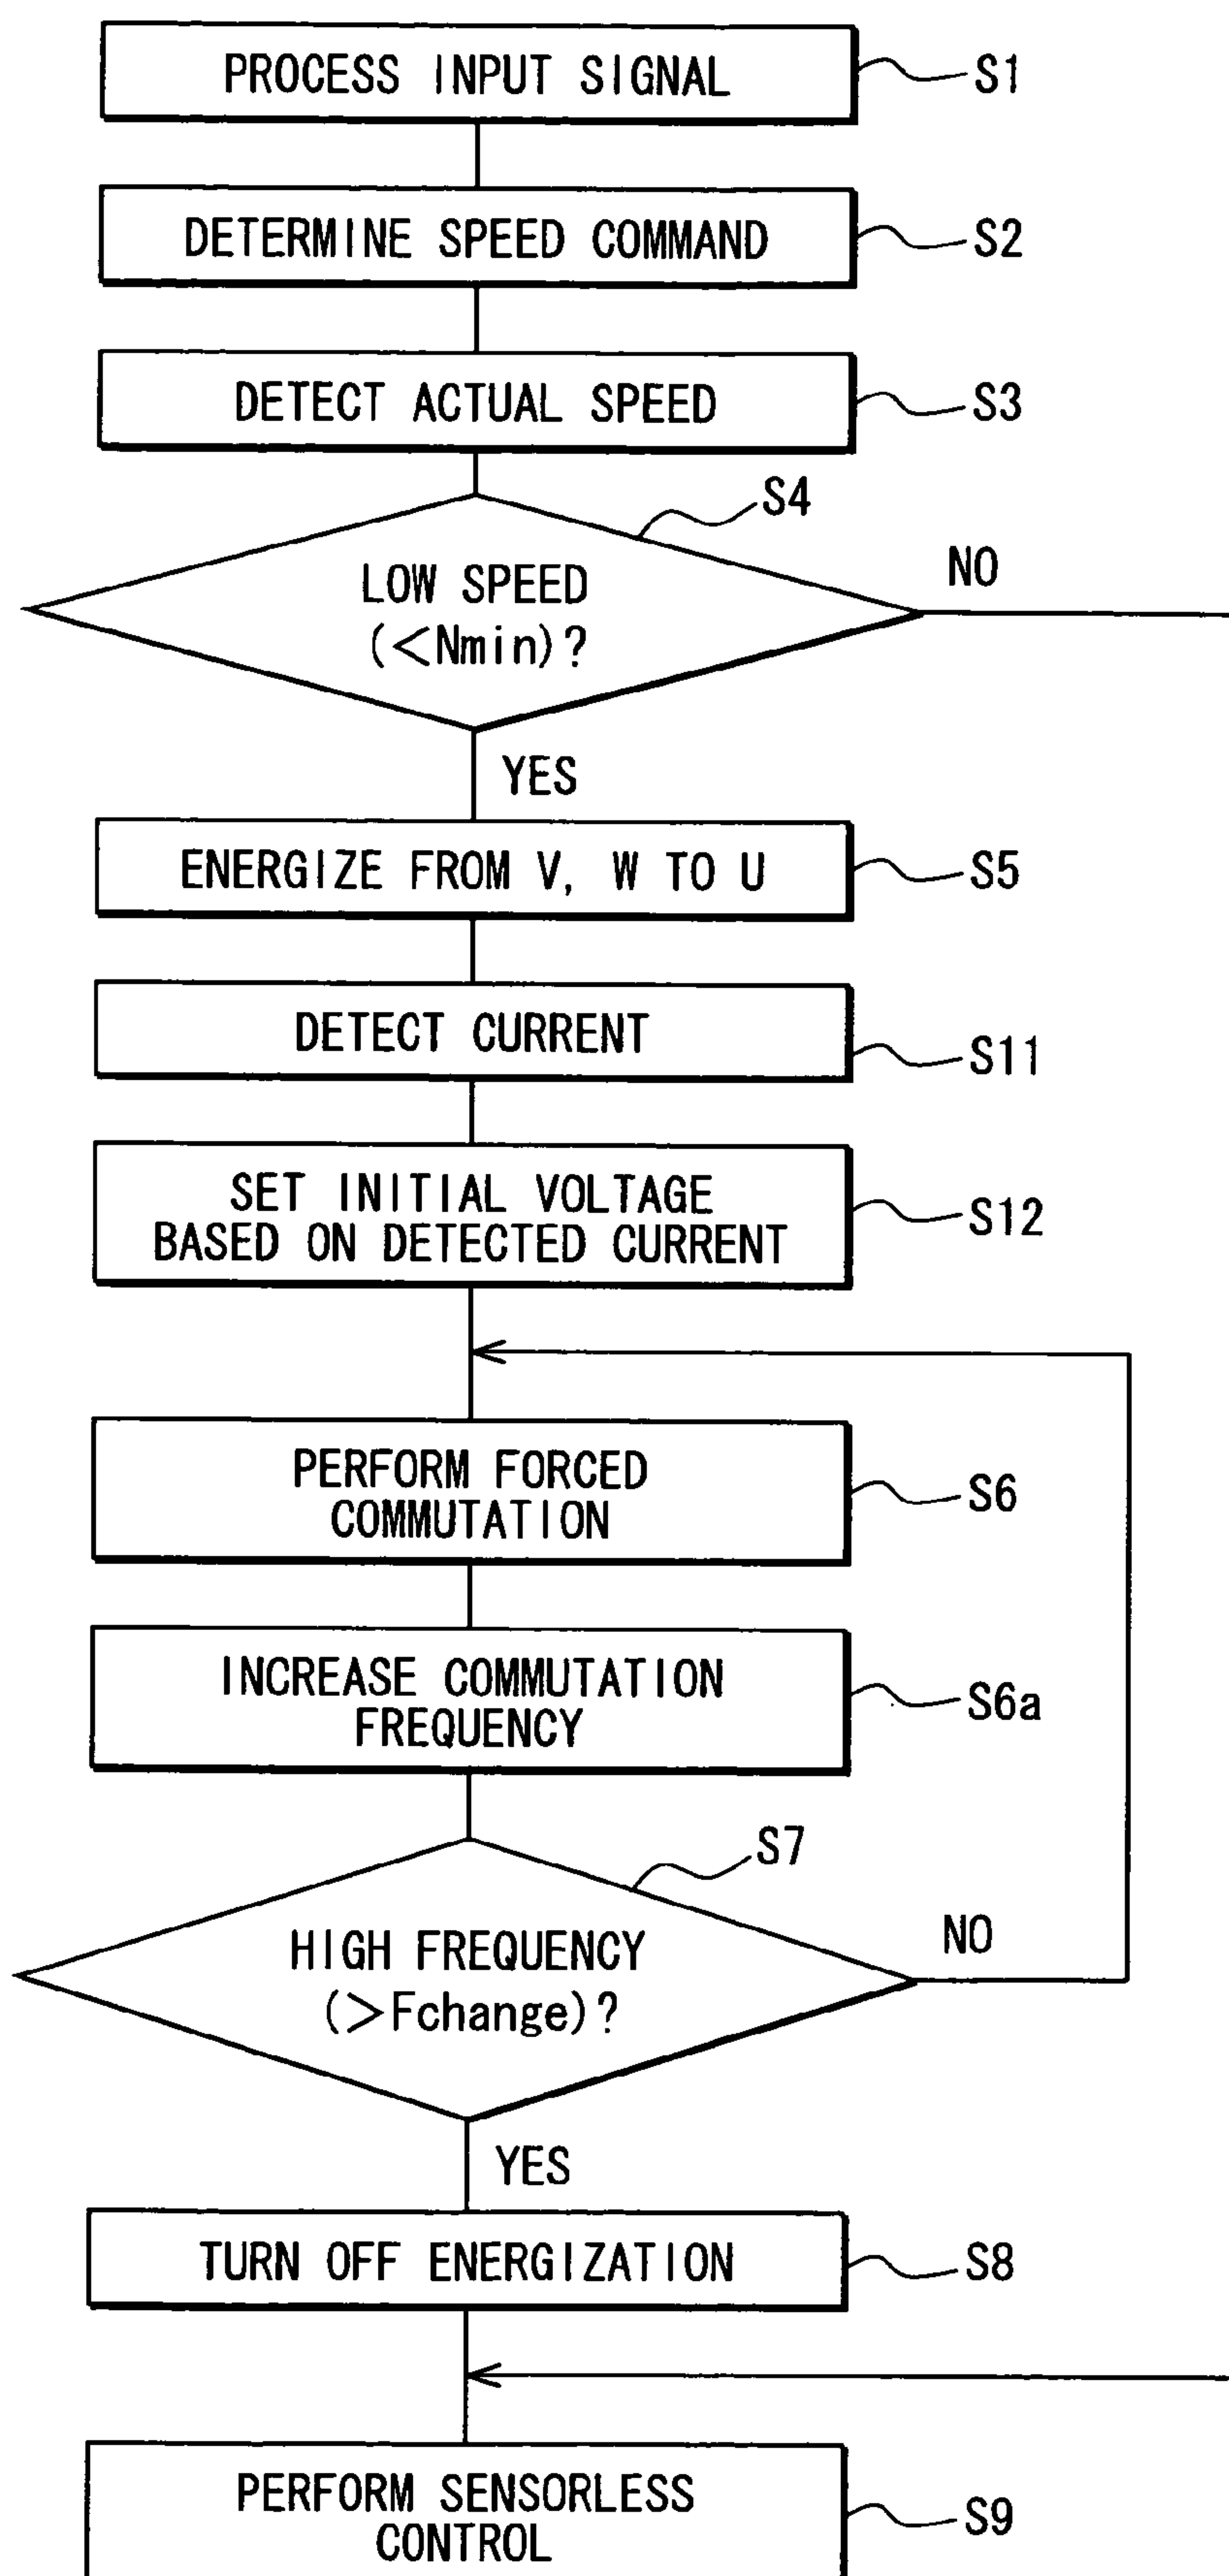 PROCESS INPUT SIGNAL
S1
DETERMINE SPEED COMMAND
S2
DETECT ACTUAL SPEED
S3
S4
LOW SPEED
(<Nmin)?
NO
YES
ENERGIZE FROM V, W TO U
S5
DETECT CURRENT
S11
SET INITIAL VOLTAGE
BASED ON DETECTED CURRENT
S12
PERFORM FORCED
COMMUTATION
S6
INCREASE COMMUTATION
FREQUENCY
S6a
S7
HIGH FREQUENCY
(>Fchange)?
NO
YES
TURN OFF ENERGIZATION
S8
PERFORM SENSORLESS
CONTROL
S9